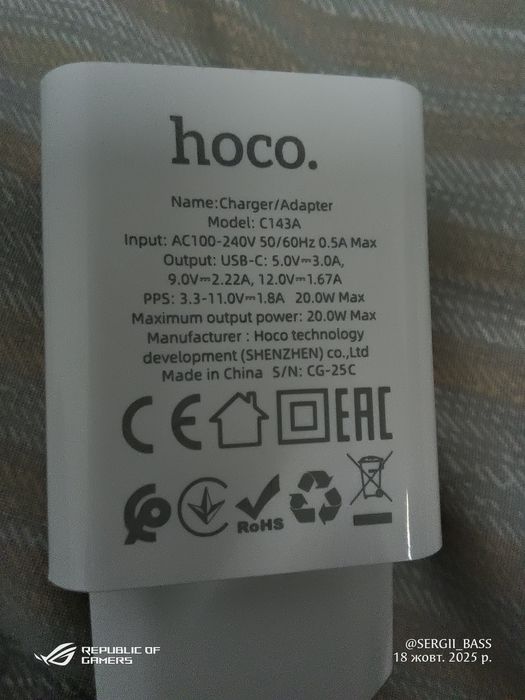 hoco.
Name:Charger/Adapter
Model: C143A
Input: AC100-240V 50/60Hz 0.5A Max
Output: USB-C: 5.0V⎓3.0A,
9.0V⎓2.22A, 12.0V⎓1.67A
PPS: 3.3-11.0V⎓1.8A 20.0W Max
Maximum output power: 20.0W Max
Manufacturer : Hoco technology
development (SHENZHEN) co.,Ltd
Made in China S/N: CG-25C
CE EAC
RoHS
REPUBLIC OF
GAMERS
@SERGII_BASS
18 жовт. 2025 р.